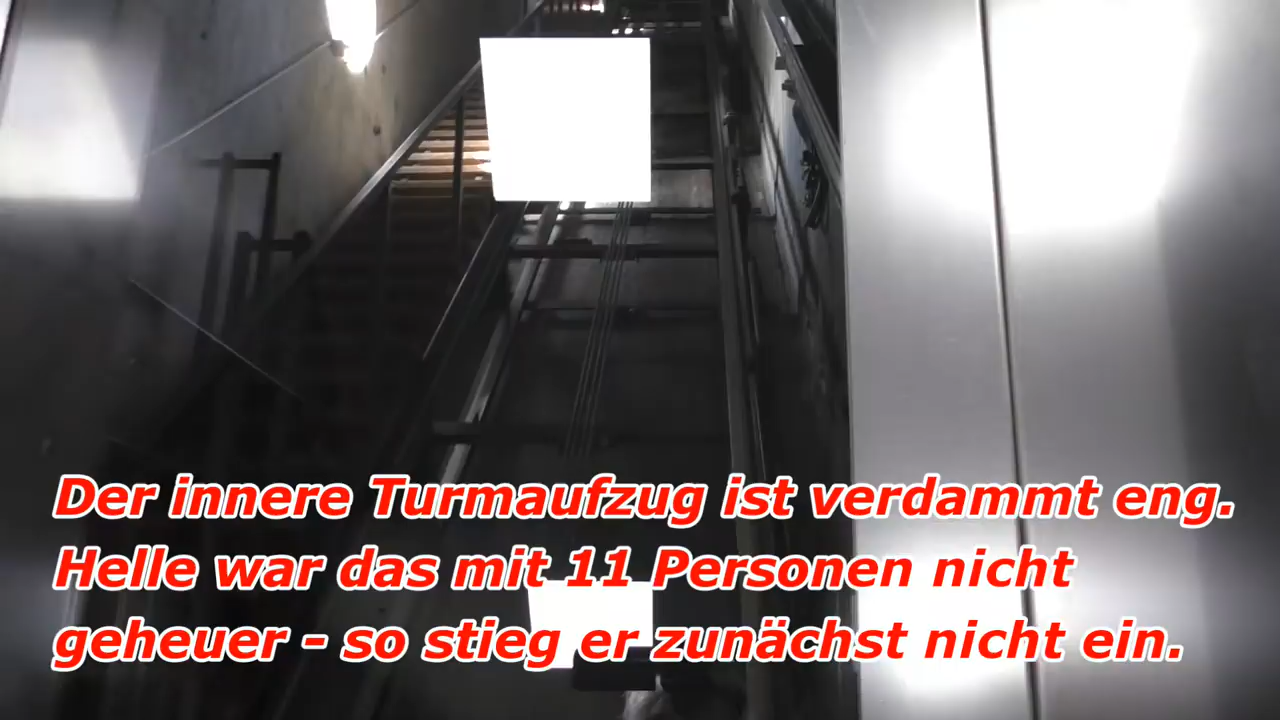 Der innere Turmaufzug ist verdammt eng.
Helle war das mit 11 Personen nicht
geheuer - so stieg er zunächst nicht ein.